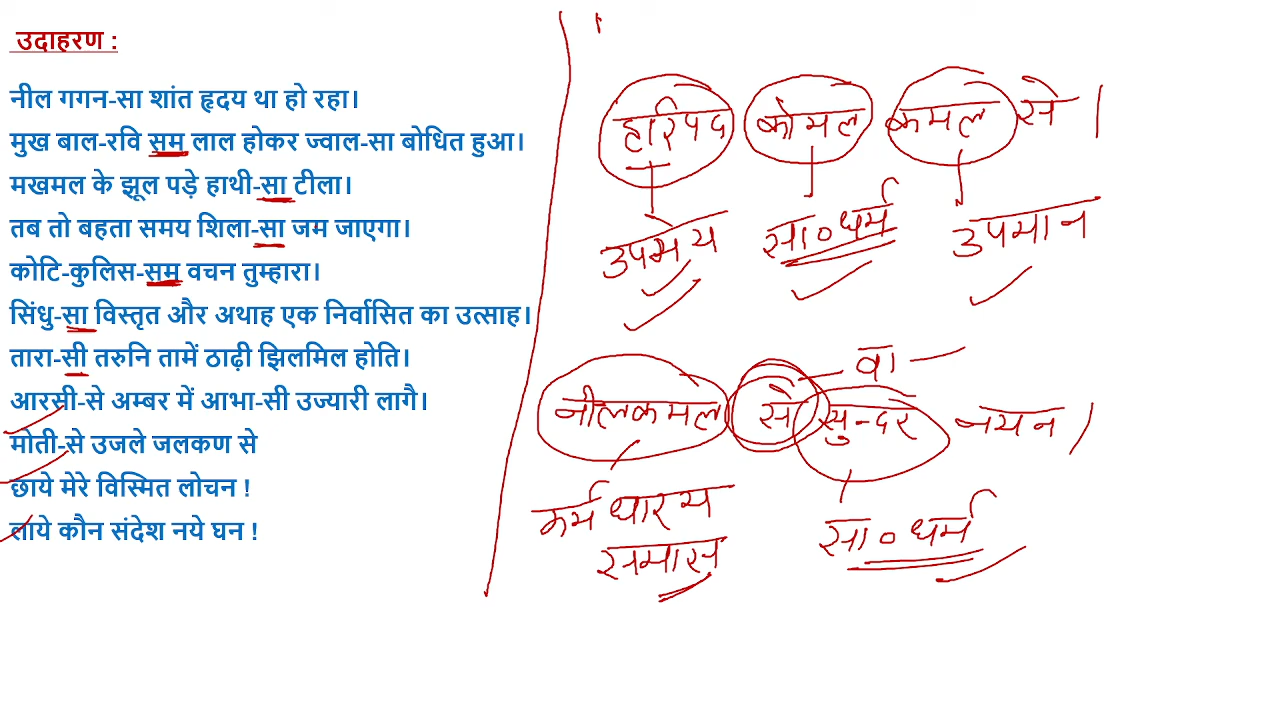 उदाहरण :
नील गगन-सा शांत हृदय था हो रहा।
मुख बाल-रवि सम लाल होकर ज्वाल-सा बोधित हुआ।
मखमल के झूल पड़े हाथी-सा टीला।
तब तो बहता समय शिला-सा जम जाएगा।
कोटि-कुलिस-सम वचन तुम्हारा।
सिंधु-सा विस्तृत और अथाह एक निर्वासित का उत्साह।
तारा-सी तरुनि तामें ठाढ़ी झिलमिल होति।
आरसी-से अम्बर में आभा-सी उज्यारी लागै।
मोती-से उजले जलकण से
छाये मेरे विस्मित लोचन !
लाये कौन संदेश नये घन !
हरिपद कोमल कमल से।
उपमेय सा० धर्म उपमान
वा
नीलकमल से सुन्दर नयन।
कर्मधारय
समास
सा० धर्म